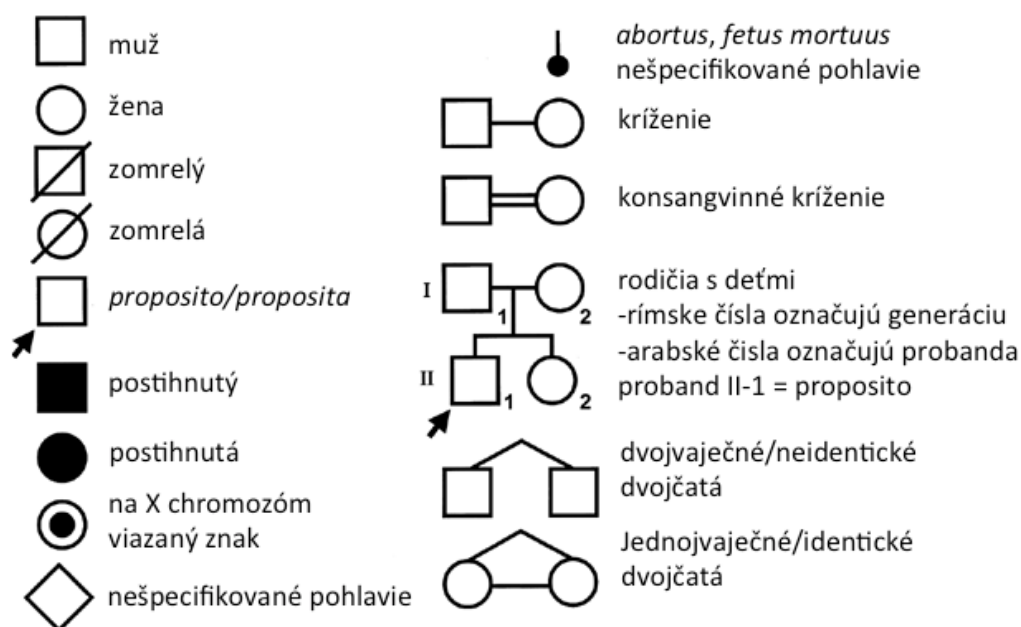 muž
žena
zomrelý
zomrelá
proposito/proposita
postihnutý
postihnutá
na X chromozóm
viazaný znak
nešpecifikované pohlavie
abortus, fetus mortuus
nešpecifikované pohlavie
kríženie
konsangvinné kríženie
I
1
2
rodičia s deťmi
-rímske čísla označujú generáciu
-arabské čisla označujú probanda
II
1
2
proband II-1 = proposito
dvojvaječné/neidentické
dvojčatá
Jednojvaječné/identické
dvojčatá